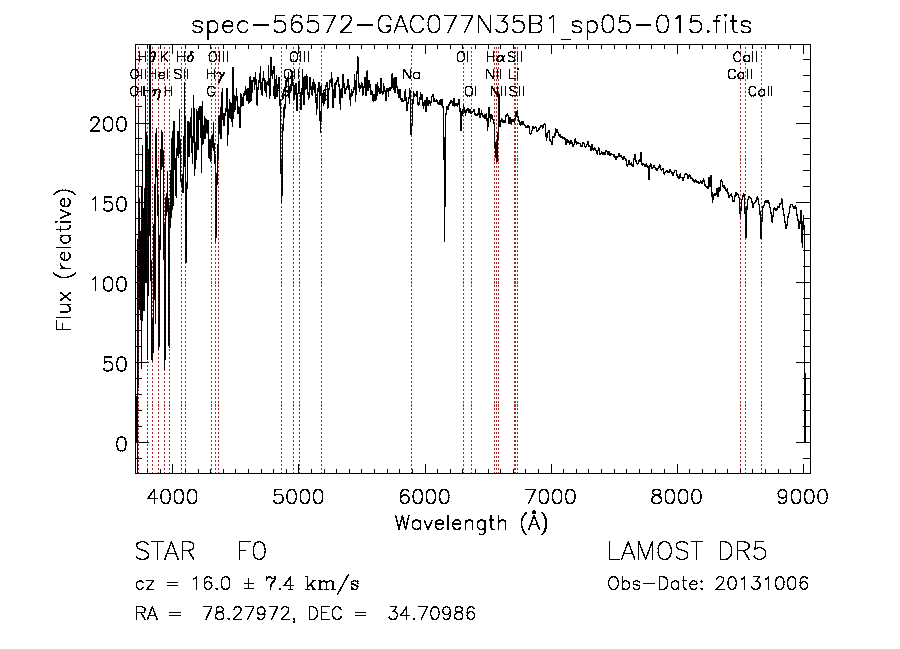 spec-56572-GAC077N35B1_sp05-015.fits
Hδ OIII OIII OI Hα SII CaII
SII Hγ Na NII Li CaII
G OI NII SII CaII
200
150
100
50
0
Flux (relative)
4000 5000 6000 7000 8000 9000
Wavelength (Å)
STAR F0 LAMOST DR5
cz = 16.0 ± 7.4 km/s Obs-Date: 20131006
RA = 78.27972, DEC = 34.70986